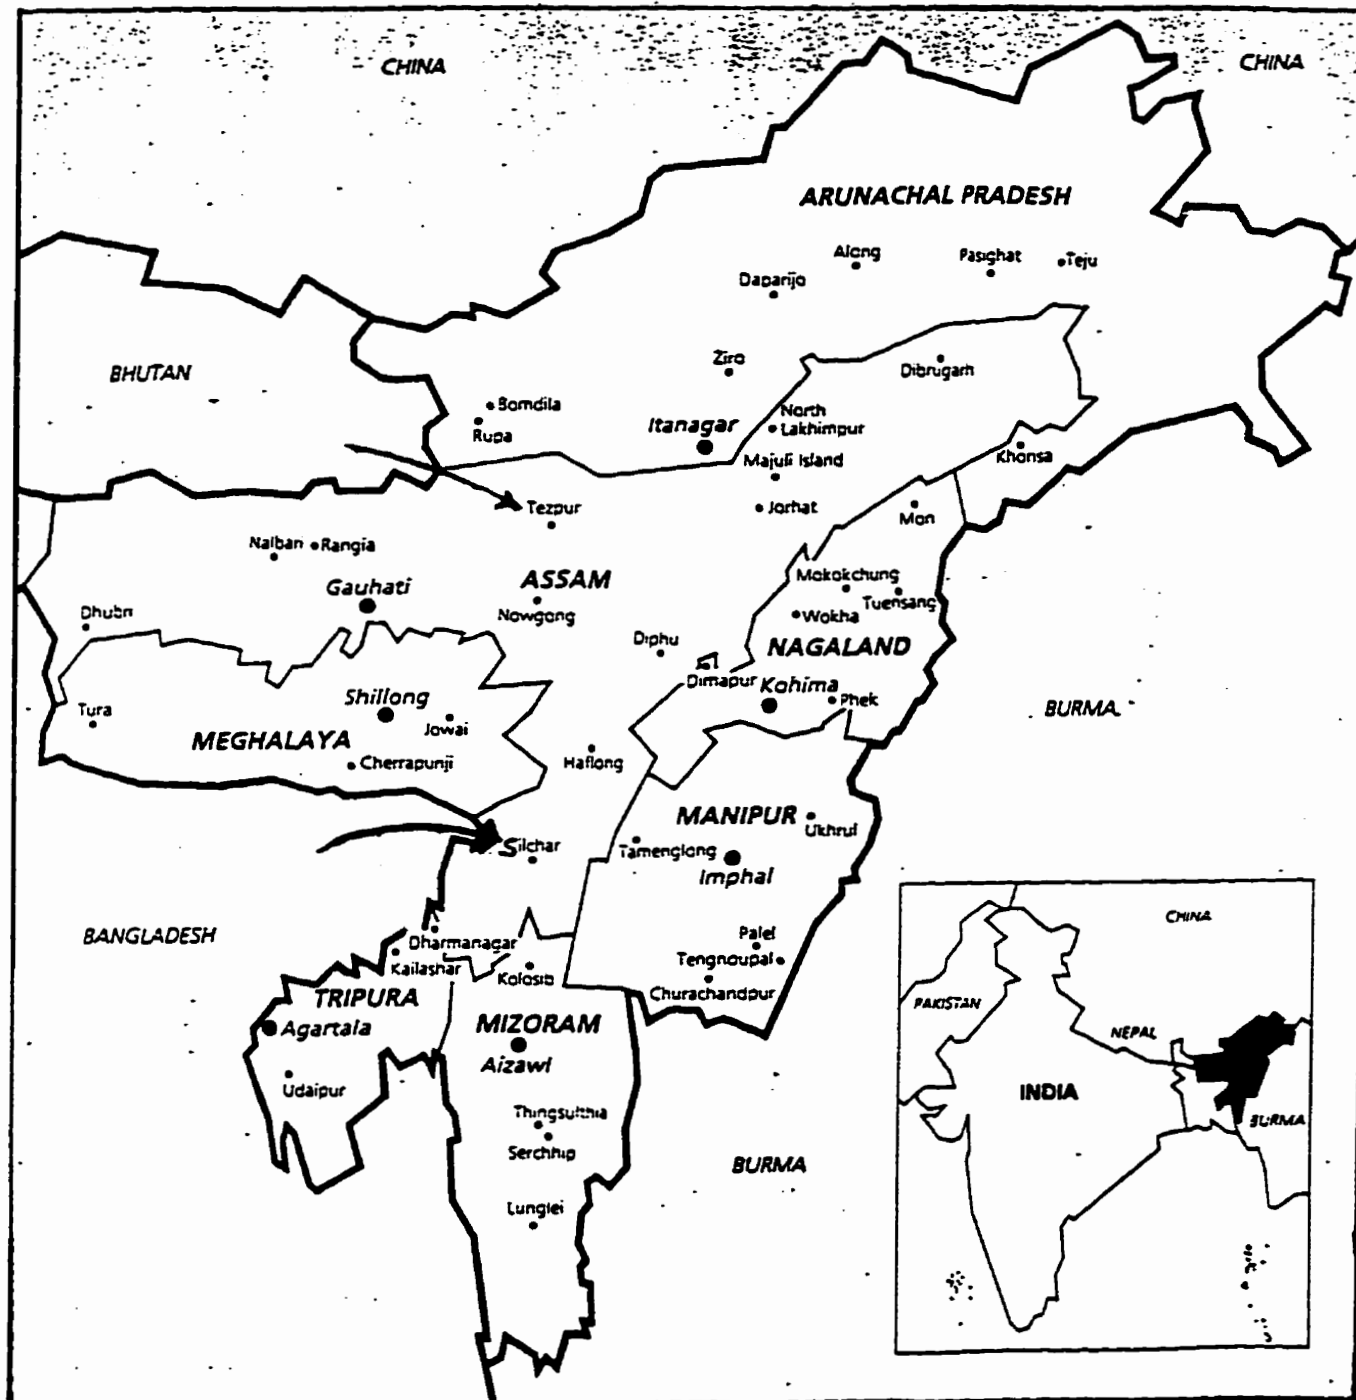 CHINA
CHINA
ARUNACHAL PRADESH
Along
Pasighat
Teju
Daparijo
BHUTAN
Ziro
Dibrugarh
Bomdila
Rupa
Itanagar
North
Lakhimpur
Majuli Island
Khonsa
Tezpur
Jorhat
Mon
Nalbari
Rangia
ASSAM
Mokokchung
Gauhati
Tuensang
Dhubri
Nowgong
Wokha
Diphu
NAGALAND
Dimapur
Kohima
Phek
Shillong
Tura
Jowai
BURMA
MEGHALAYA
Cherrapunji
Haflong
MANIPUR
Ukhrul
Silchar
Tamenglong
Imphal
BANGLADESH
Dharmanagar
Palel
Kailashar
Kolosib
Tengnoupal
TRIPURA
Churachandpur
Agartala
MIZORAM
Aizawl
Udaipur
Thingsulthia
Serchhip
BURMA
Lunglei
CHINA
PAKISTAN
NEPAL
INDIA
BURMA